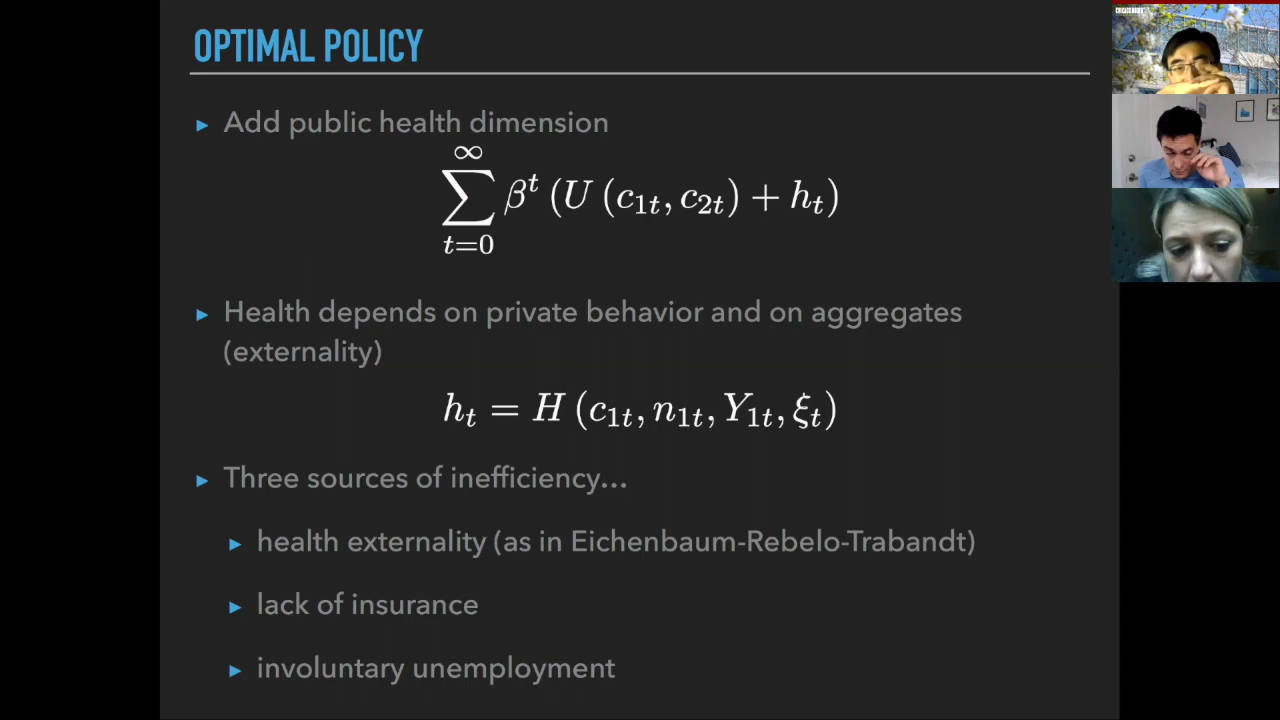 OPTIMAL POLICY
▸ Add public health dimension
∞
∑ β^t (U (c_{1t}, c_{2t}) + h_t)
t=0
▸ Health depends on private behavior and on aggregates
(externality)
h_t = H (c_{1t}, n_{1t}, Y_{1t}, ξ_t)
▸ Three sources of inefficiency…
▸ health externality (as in Eichenbaum-Rebelo-Trabandt)
▸ lack of insurance
▸ involuntary unemployment